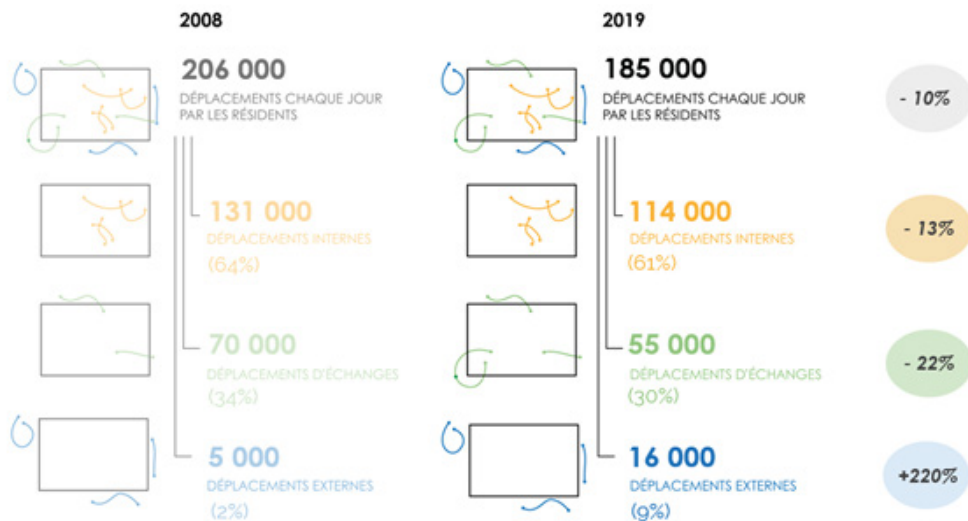 2008
206 000
DÉPLACEMENTS CHAQUE JOUR
PAR LES RÉSIDENTS
131 000
DÉPLACEMENTS INTERNES
(64%)
70 000
DÉPLACEMENTS D'ÉCHANGES
(34%)
5 000
DÉPLACEMENTS EXTERNES
(2%)
2019
185 000
DÉPLACEMENTS CHAQUE JOUR
PAR LES RÉSIDENTS
114 000
DÉPLACEMENTS INTERNES
(61%)
55 000
DÉPLACEMENTS D'ÉCHANGES
(30%)
16 000
DÉPLACEMENTS EXTERNES
(9%)
- 10%
- 13%
- 22%
+220%